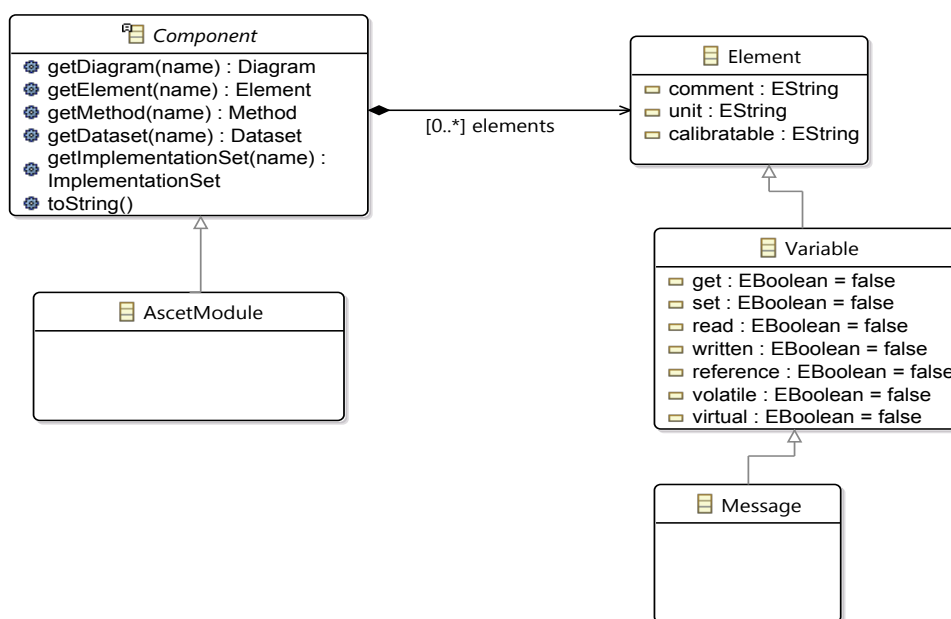 Component
getDiagram(name) : Diagram
getElement(name) : Element
getMethod(name) : Method
getDataset(name) : Dataset
getImplementationSet(name) :
ImplementationSet
toString()
[0..*] elements
Element
comment : EString
unit : EString
calibratable : EString
AscetModule
Variable
get : EBoolean = false
set : EBoolean = false
read : EBoolean = false
written : EBoolean = false
reference : EBoolean = false
volatile : EBoolean = false
virtual : EBoolean = false
Message